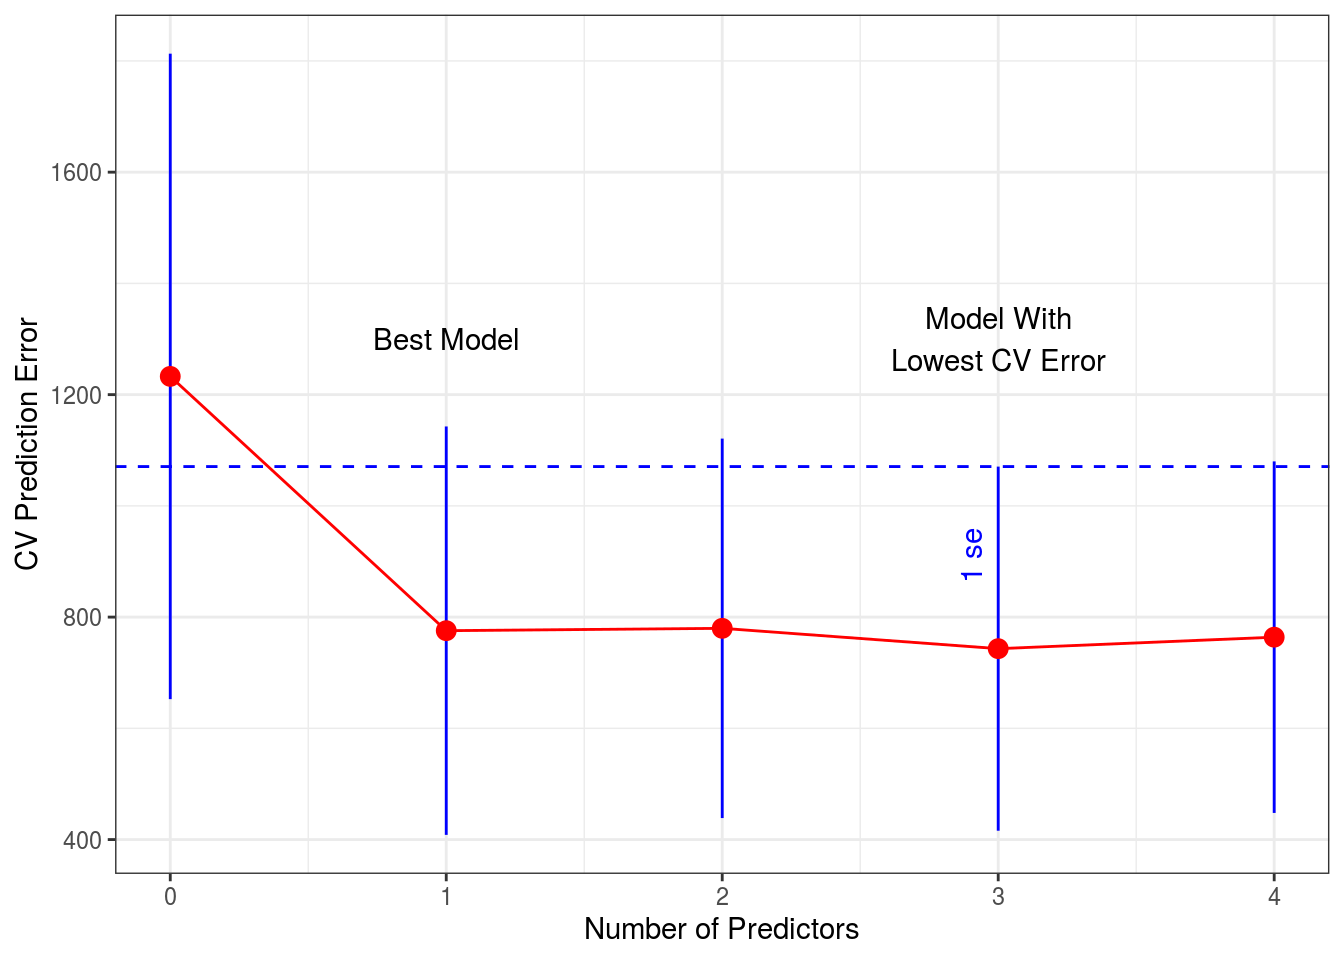 1600
1200
800
400
CV Prediction Error
Best Model
Model With
Lowest CV Error
1 se
0
1
2
3
4
Number of Predictors